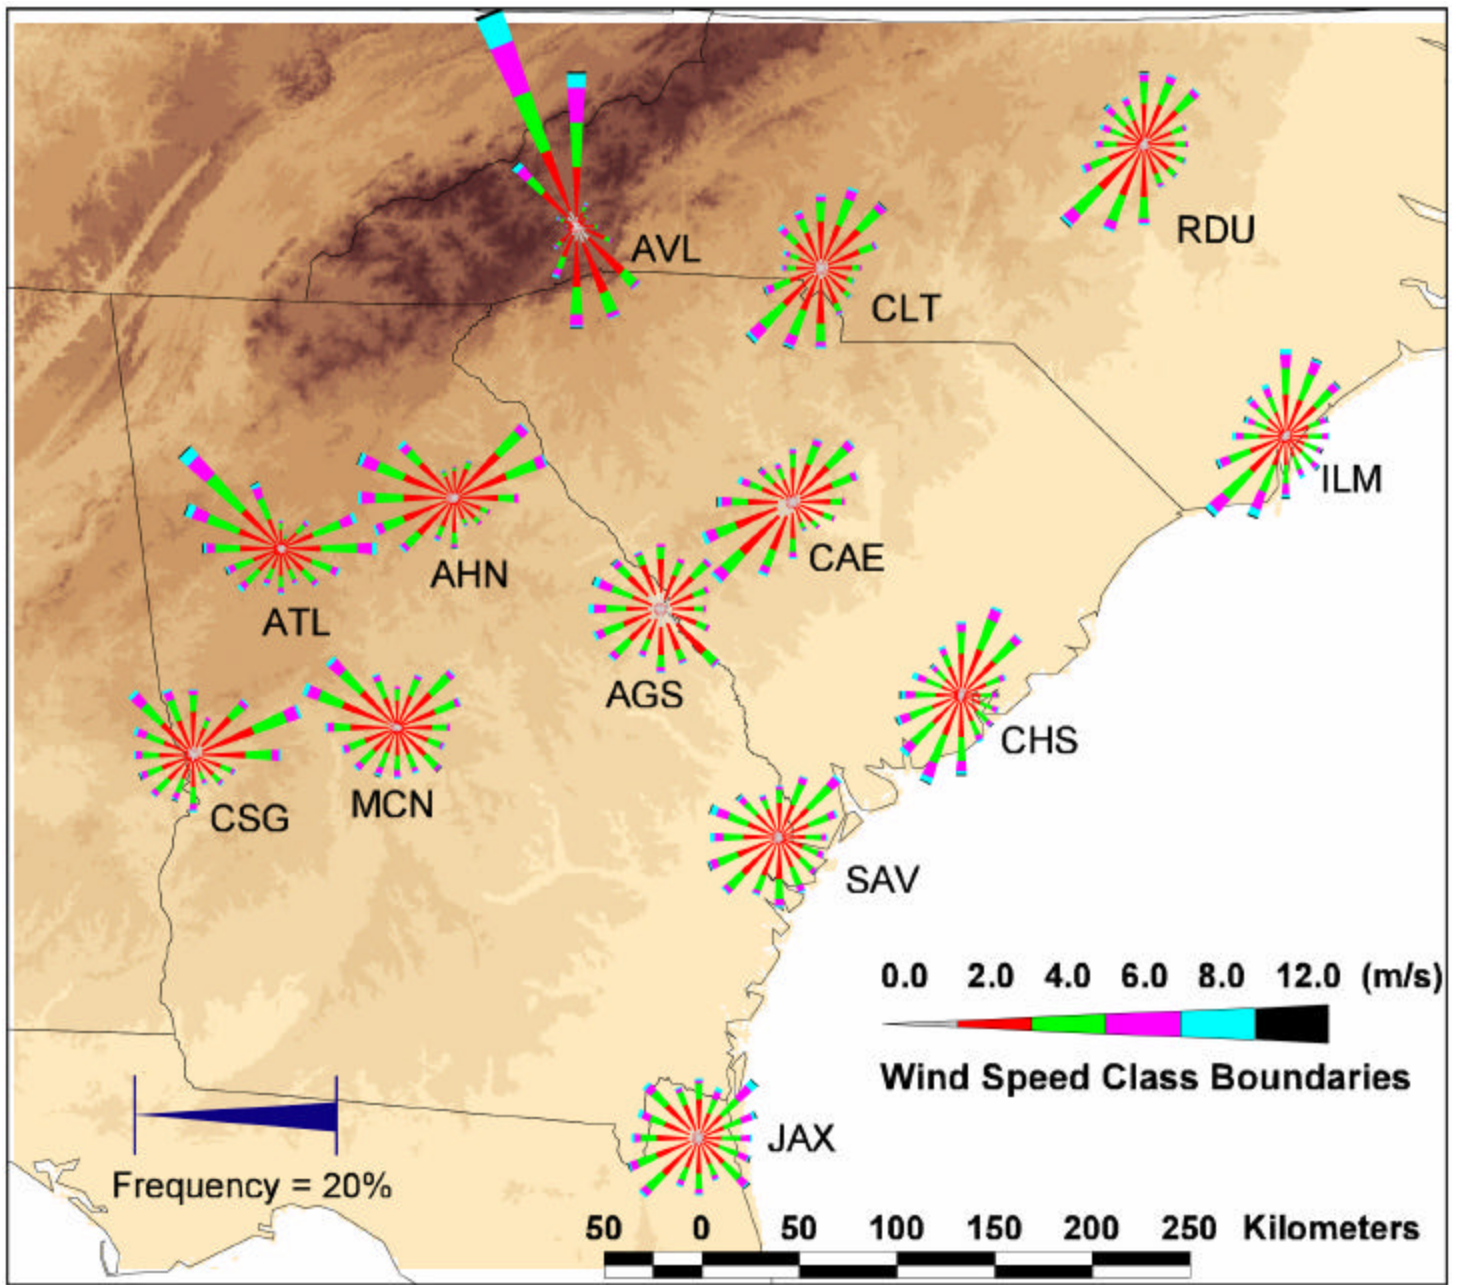 AVL
RDU
CLT
ILM
AHN
CAE
ATL
AGS
CHS
CSG
MCN
SAV
0.0 2.0 4.0 6.0 8.0 12.0 (m/s)
Wind Speed Class Boundaries
JAX
Frequency = 20%
50 0 50 100 150 200 250 Kilometers